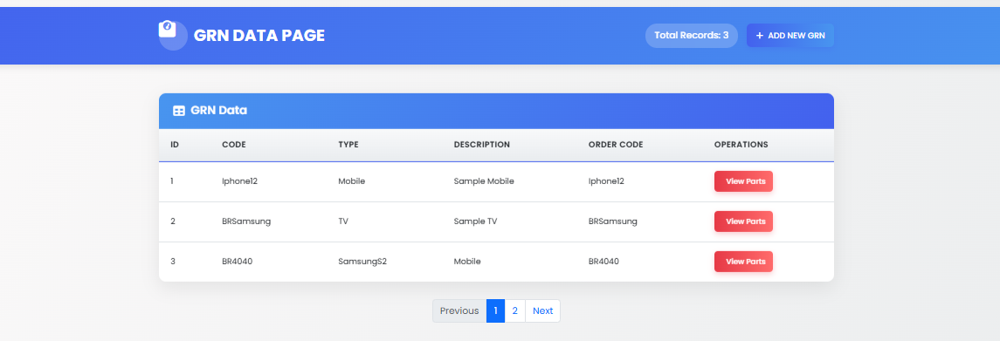 GRN DATA PAGE
Total Records: 3
+ ADD NEW GRN
GRN Data
ID CODE TYPE DESCRIPTION ORDER CODE OPERATIONS
1 Iphone12 Mobile Sample Mobile Iphone12 View Parts
2 BRSamsung TV Sample TV BRSamsung View Parts
3 BR4040 SamsungS2 Mobile BR4040 View Parts
Previous 1 2 Next